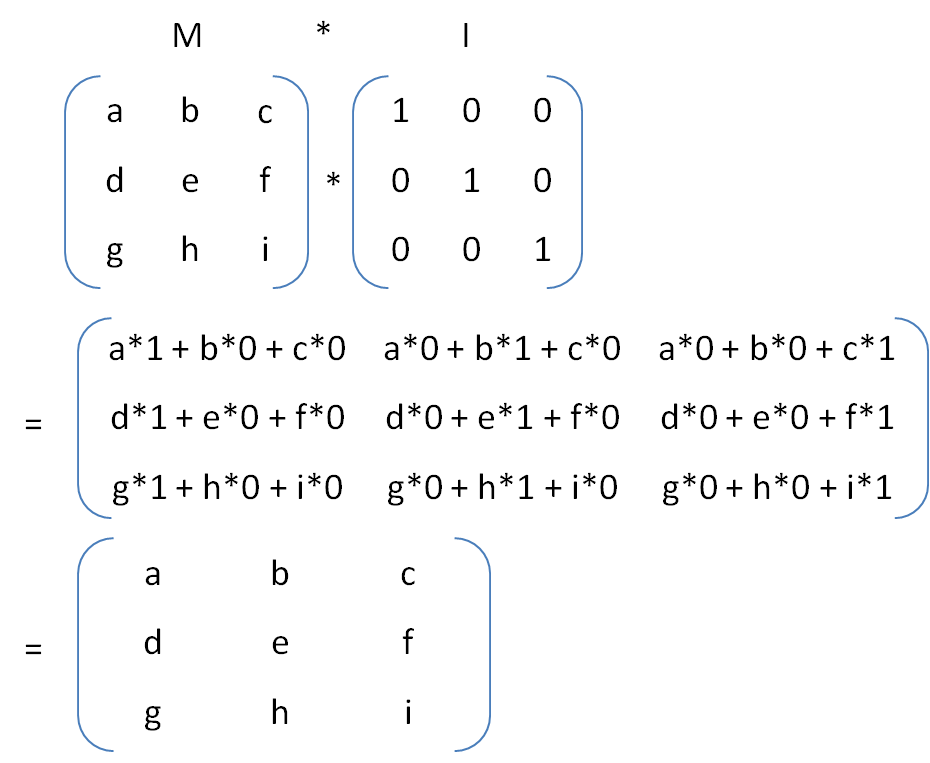 M * I
a b c 1 0 0
d e f * 0 1 0
g h i 0 0 1
a*1 + b*0 + c*0 a*0 + b*1 + c*0 a*0 + b*0 + c*1
= d*1 + e*0 + f*0 d*0 + e*1 + f*0 d*0 + e*0 + f*1
g*1 + h*0 + i*0 g*0 + h*1 + i*0 g*0 + h*0 + i*1
a b c
= d e f
g h i